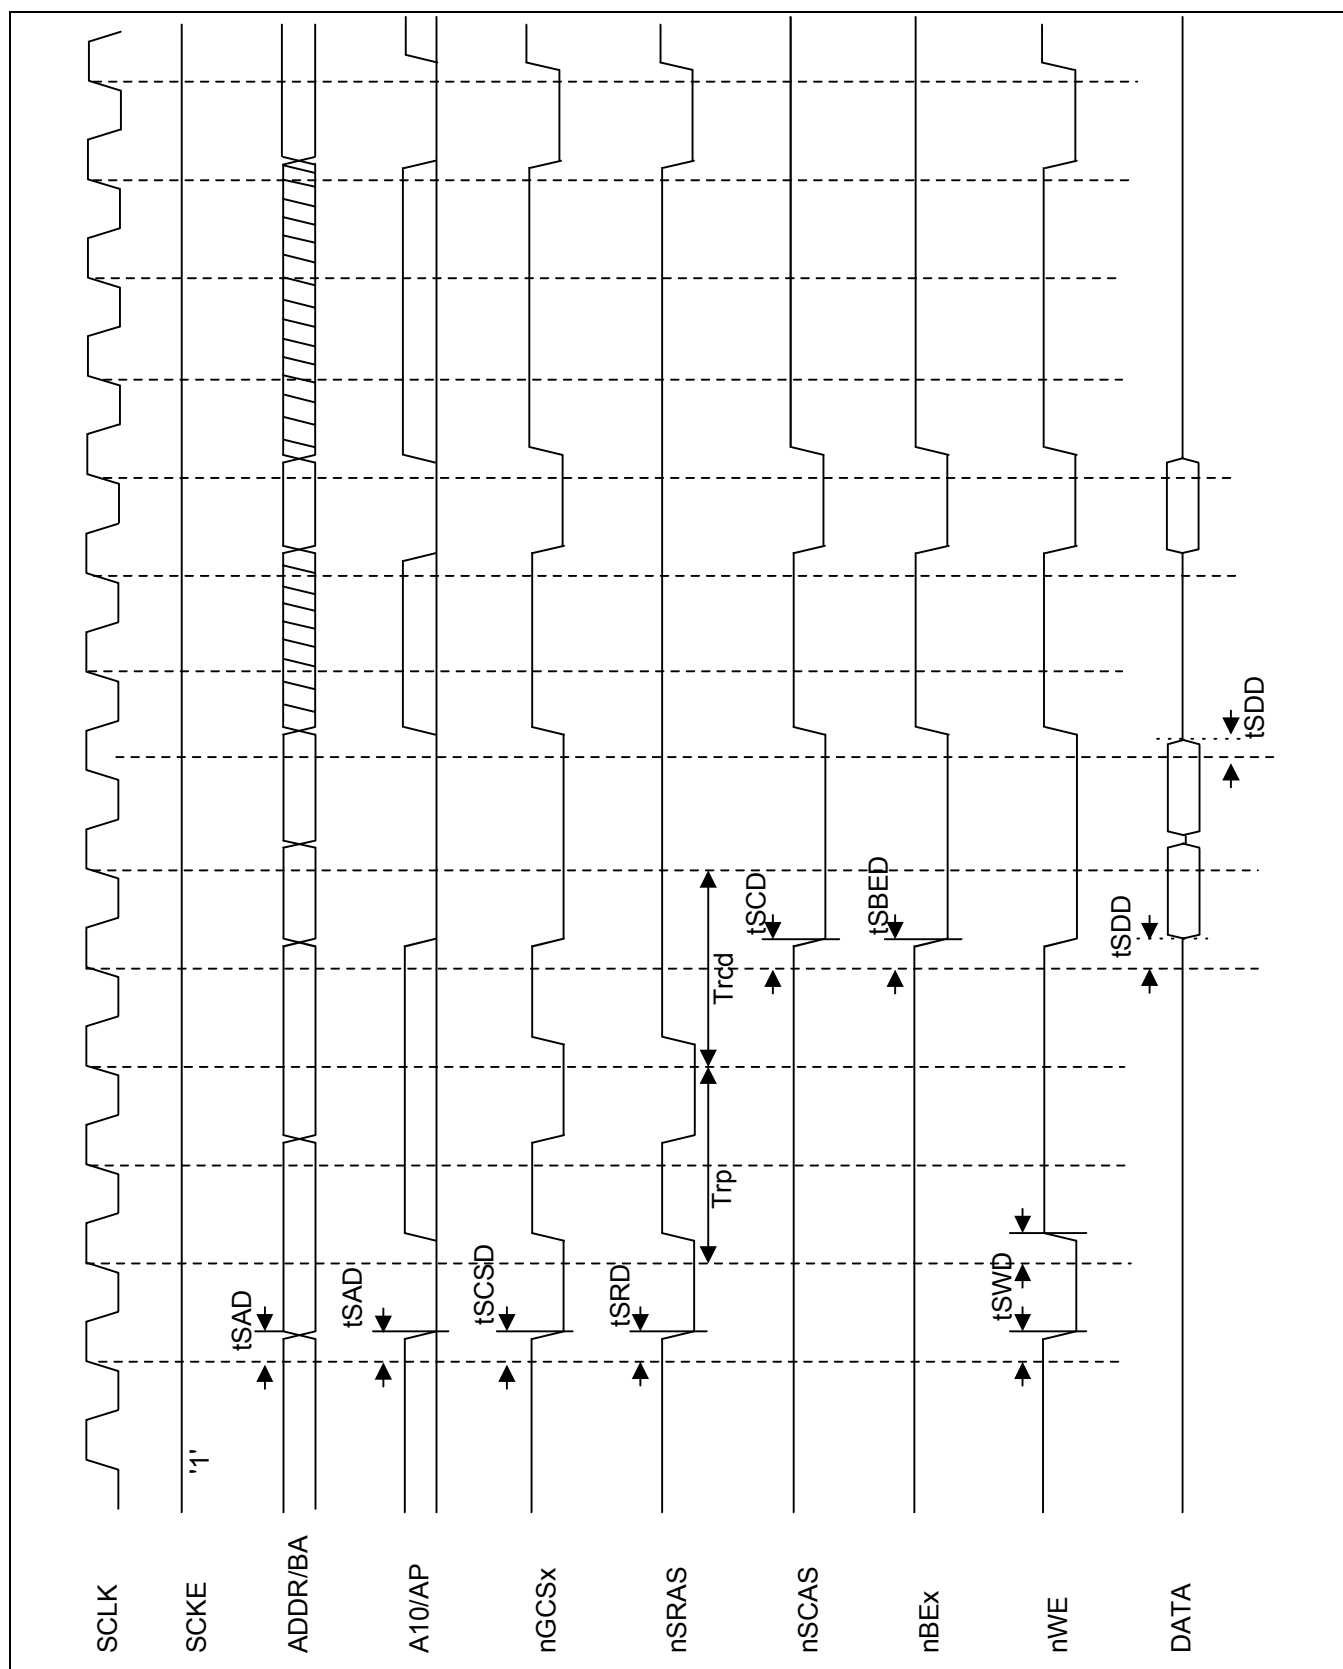 SCLK
SCKE
'1'
ADDR/BA
tSAD
A10/AP
tSAD
nGCSx
tSCSD
nSRAS
tSRD
Trp
Trcd
nSCAS
tSCD
nBEx
tSBED
nWE
tSWD
DATA
tSDD
tSDD